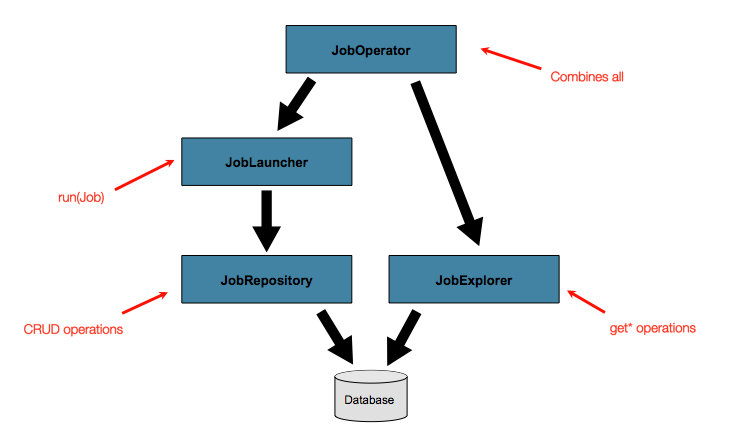 JobOperator
Combines all
JobLauncher
run(Job)
JobRepository
JobExplorer
CRUD operations
get* operations
Database